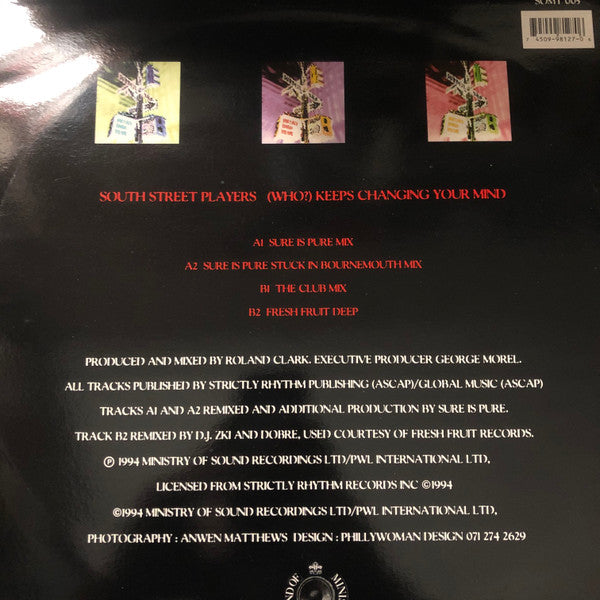 SOMT 005
7 45099-98127-0 6
SOUTH STREET PLAYERS (WHO?) KEEPS CHANGING YOUR MIND
A1 SURE IS PURE MIX
A2 SURE IS PURE STUCK IN BOURNEMOUTH MIX
B1 THE CLUB MIX
B2 FRESH FRUIT DEEP
PRODUCED AND MIXED BY ROLAND CLARK. EXECUTIVE PRODUCER GEORGE MOREL.
ALL TRACKS PUBLISHED BY STRICTLY RHYTHM PUBLISHING (ASCAP)/GLOBAL MUSIC (ASCAP)
TRACKS A1 AND A2 REMIXED AND ADDITIONAL PRODUCTION BY SURE IS PURE.
TRACK B2 REMIXED BY D.J. ZKI AND DOBRE, USED COURTESY OF FRESH FRUIT RECORDS.
℗ 1994 MINISTRY OF SOUND RECORDINGS LTD/PWL INTERNATIONAL LTD,
LICENSED FROM STRICTLY RHYTHM RECORDS INC ©1994
©1994 MINISTRY OF SOUND RECORDINGS LTD/PWL INTERNATIONAL LTD,
PHOTOGRAPHY : ANWEN MATTHEWS DESIGN : PHILLYWOMAN DESIGN 071 274 2629